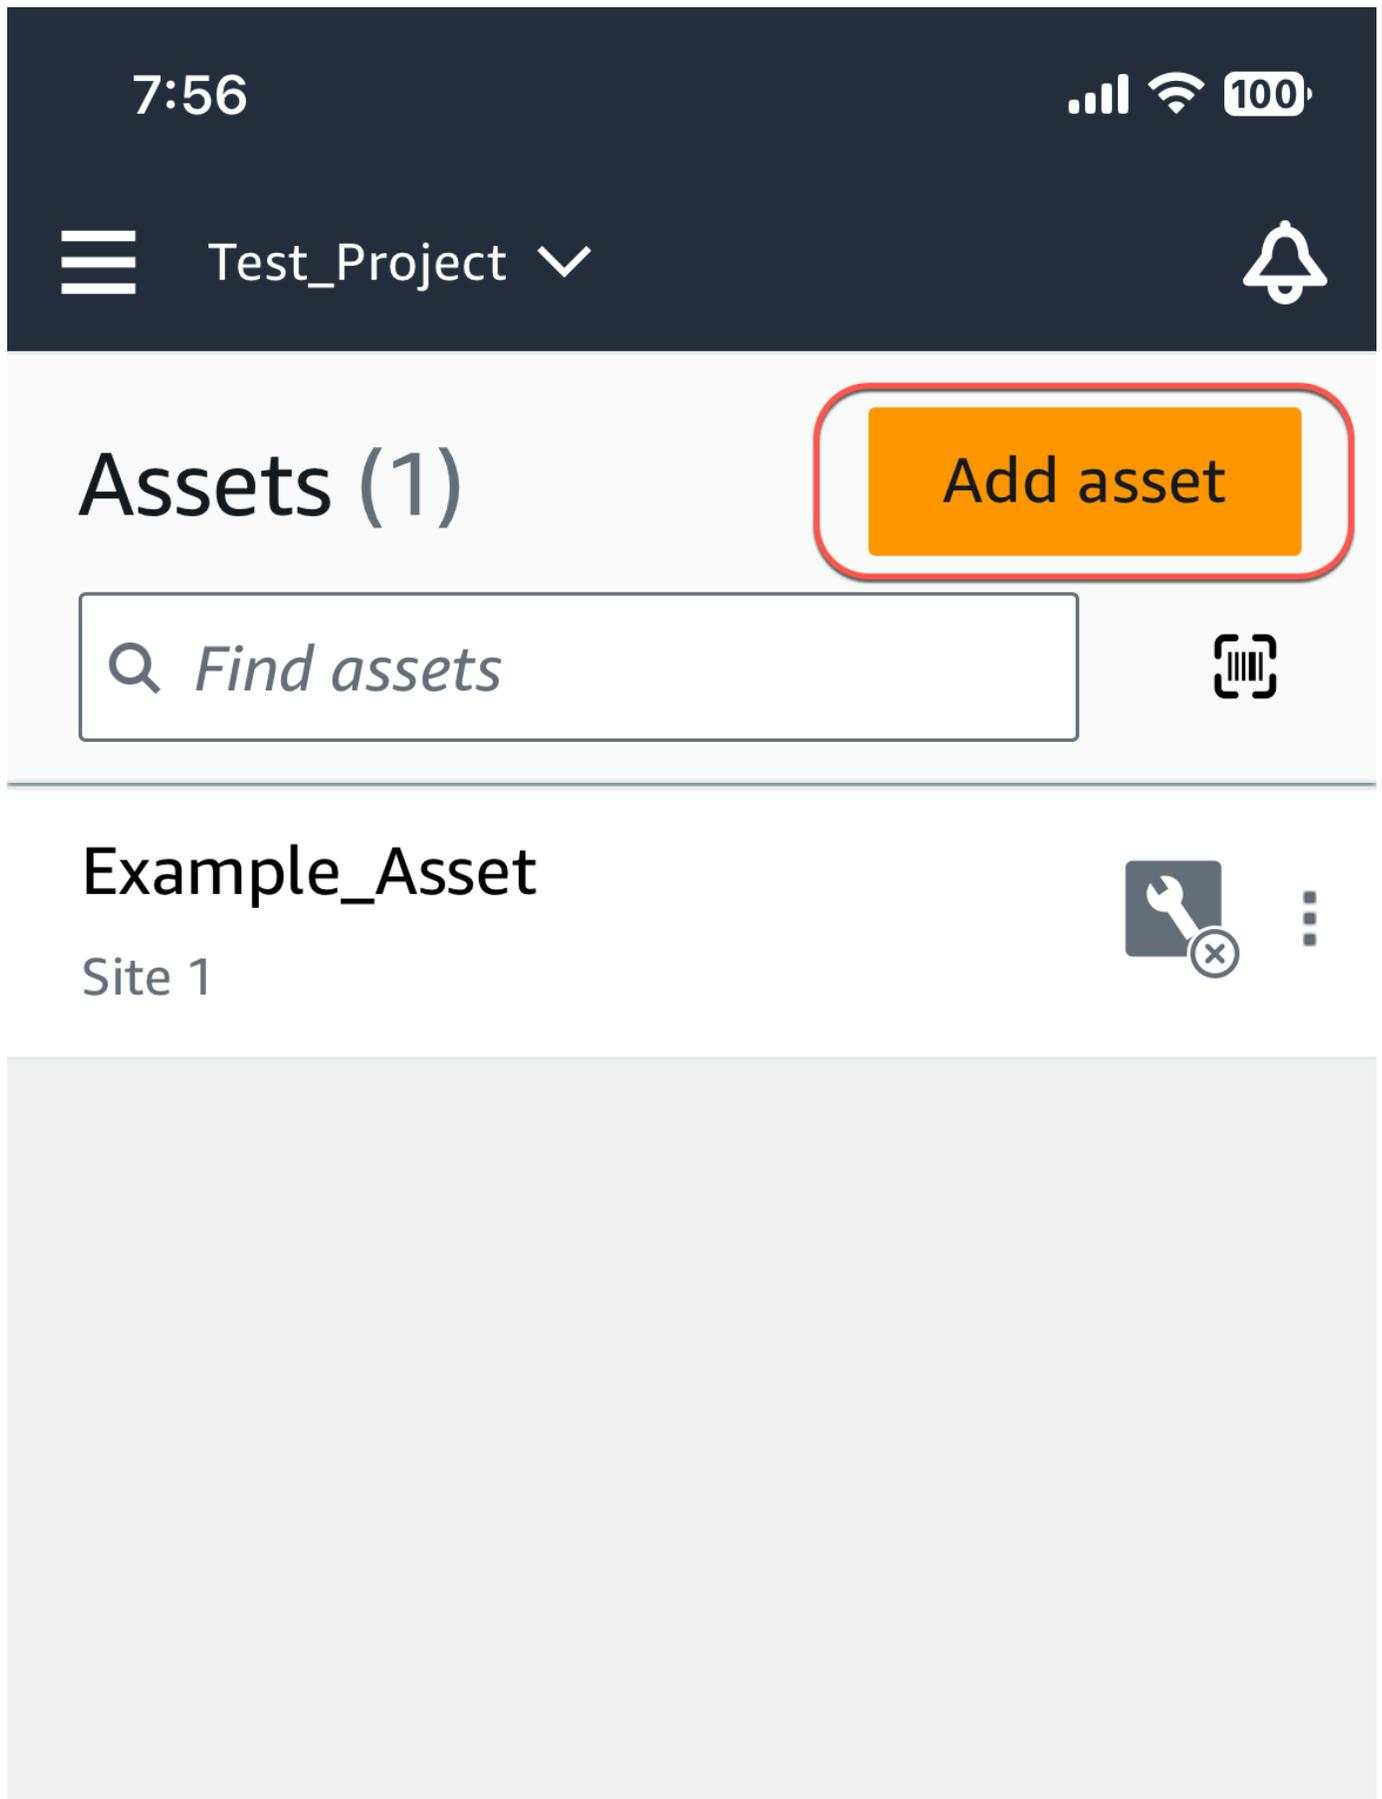 7:56
100
Test_Project
Assets (1)
Add asset
Find assets
Example_Asset
Site 1